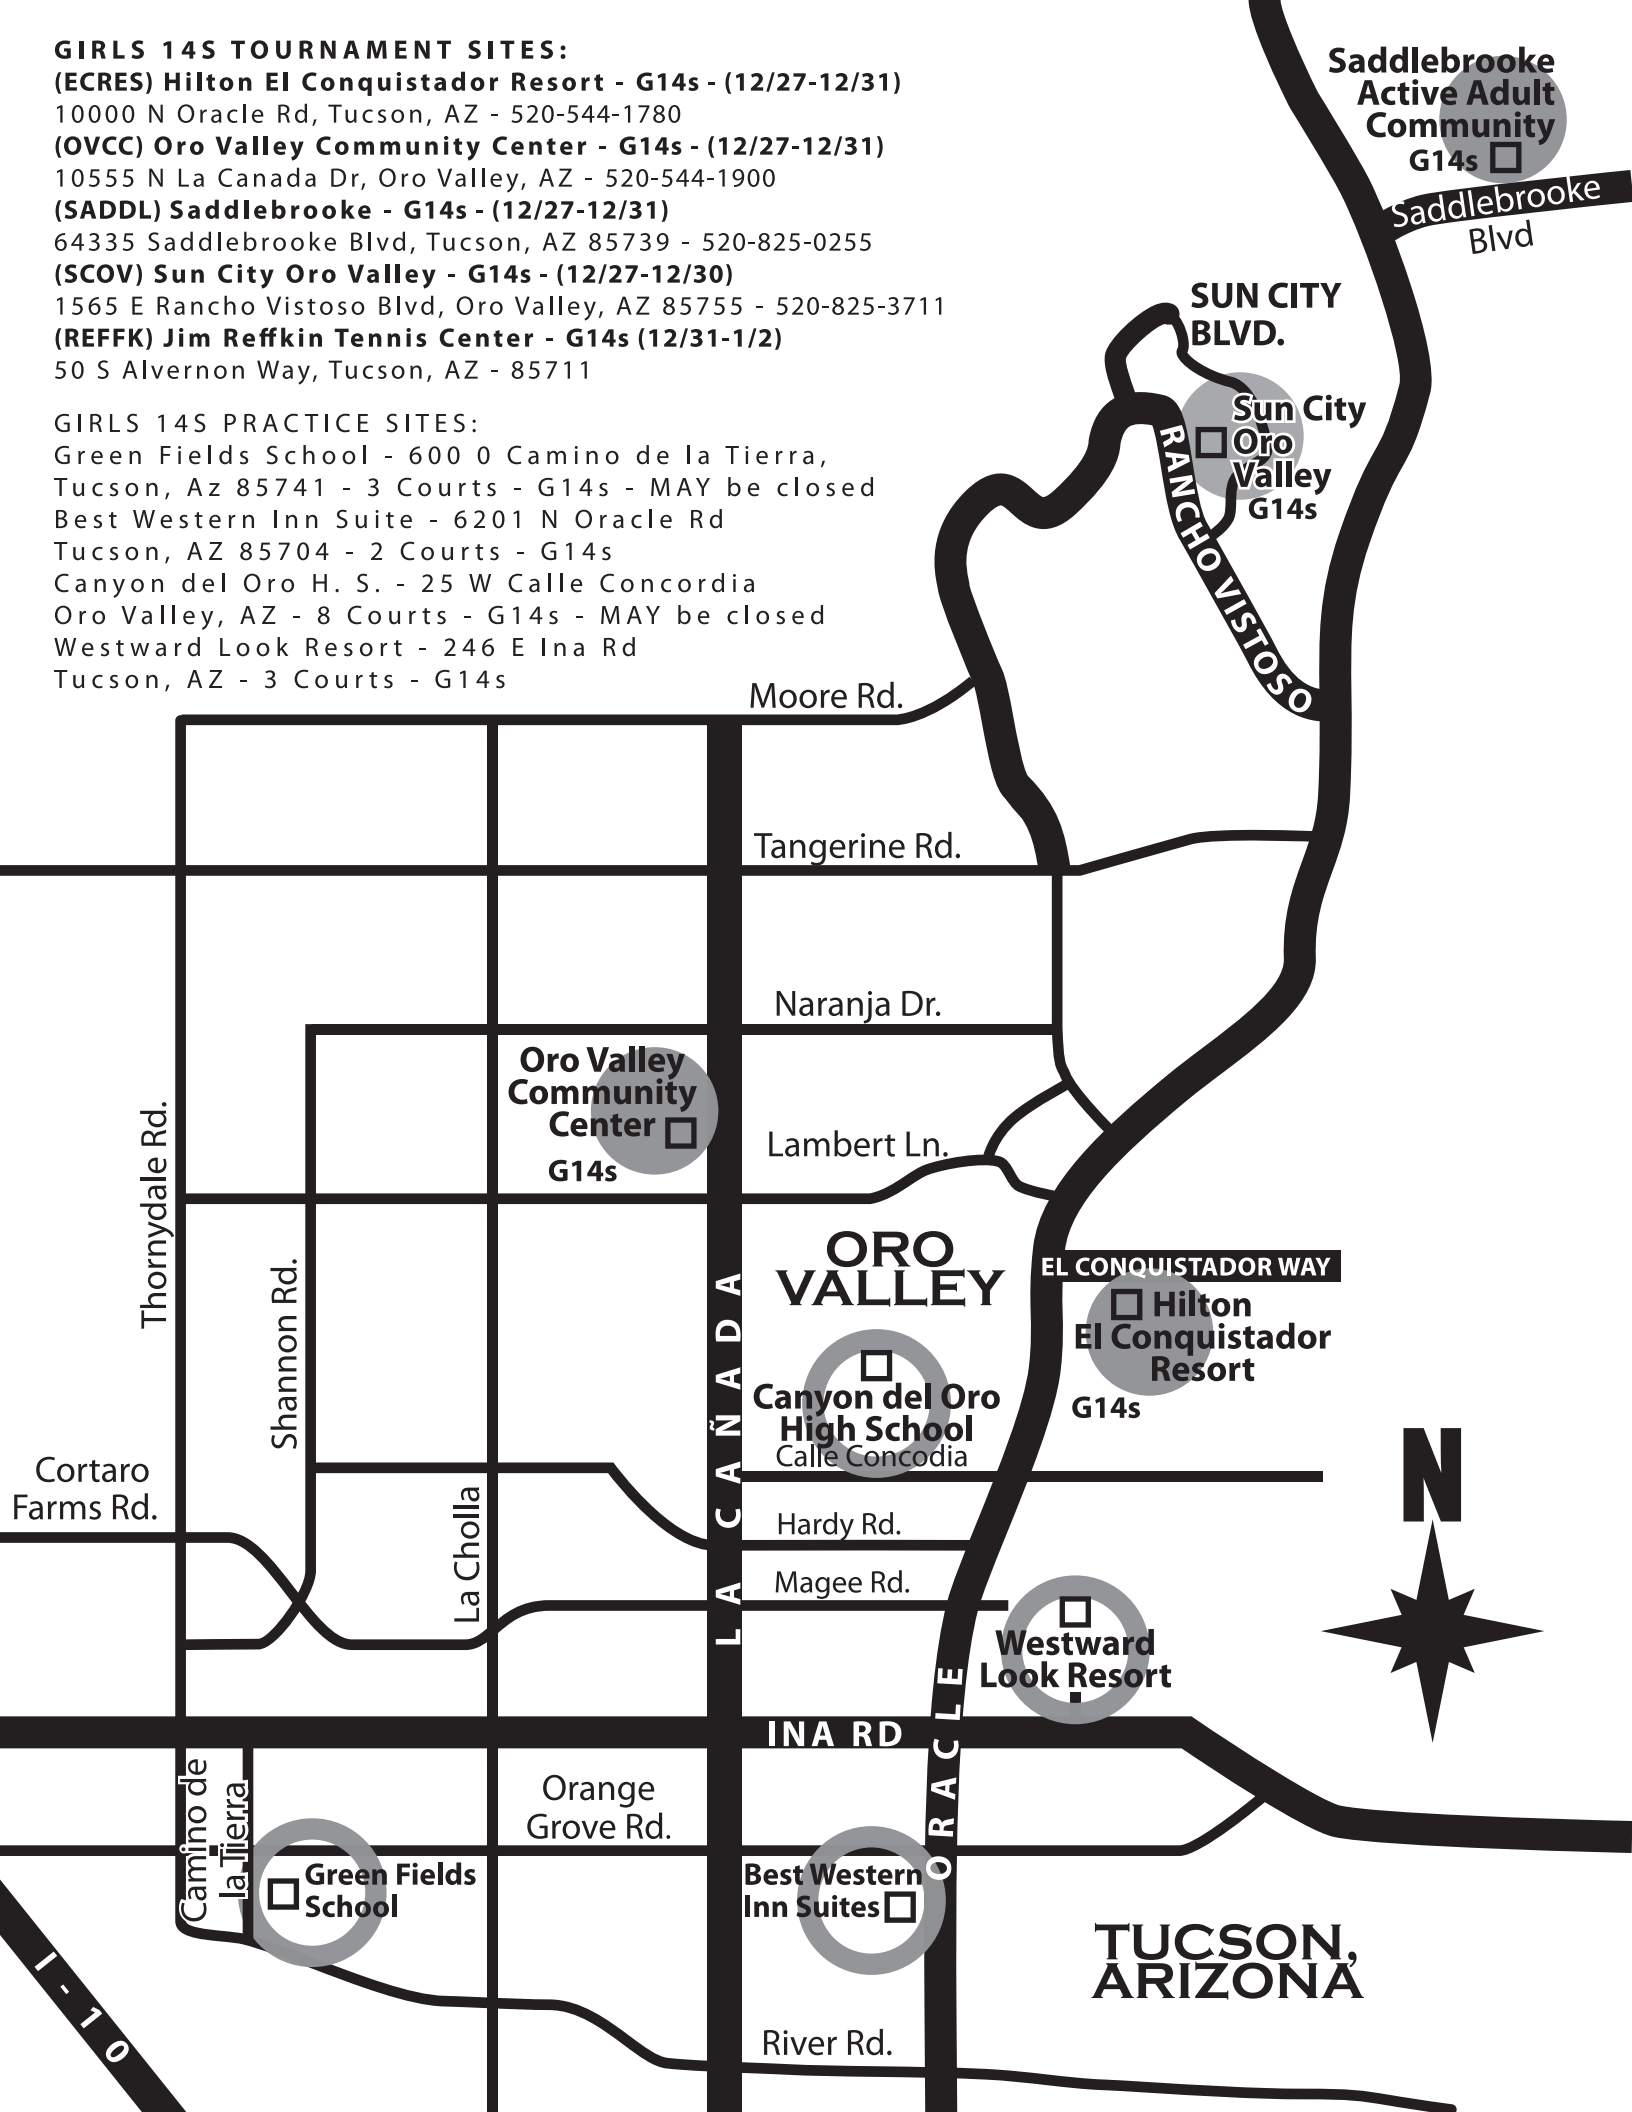 GIRLS 14S TOURNAMENT SITES:
(ECRES) Hilton El Conquistador Resort - G14s - (12/27-12/31)
10000 N Oracle Rd, Tucson, AZ - 520-544-1780
(OVCC) Oro Valley Community Center - G14s - (12/27-12/31)
10555 N La Canada Dr, Oro Valley, AZ - 520-544-1900
(SADDL) Saddlebrooke - G14s - (12/27-12/31)
64335 Saddlebrooke Blvd, Tucson, AZ 85739 - 520-825-0255
(SCOV) Sun City Oro Valley - G14s - (12/27-12/30)
1565 E Rancho Vistoso Blvd, Oro Valley, AZ 85755 - 520-825-3711
(REFFK) Jim Reffkin Tennis Center - G14s (12/31-1/2)
50 S Alvernon Way, Tucson, AZ - 85711
GIRLS 14S PRACTICE SITES:
Green Fields School - 600 0 Camino de la Tierra,
Tucson, Az 85741 - 3 Courts - G14s - MAY be closed
Best Western Inn Suite - 6201 N Oracle Rd
Tucson, AZ 85704 - 2 Courts - G14s
Canyon del Oro H. S. - 25 W Calle Concordia
Oro Valley, AZ - 8 Courts - G14s - MAY be closed
Westward Look Resort - 246 E Ina Rd
Tucson, AZ - 3 Courts - G14s
Saddlebrooke
Active Adult
Community
G14s
Saddlebrooke
Blvd
SUN CITY
BLVD.
Sun City
Oro
Valley
G14s
RANCHO VISTOSO
Moore Rd.
Tangerine Rd.
Naranja Dr.
Oro Valley
Community
Center
G14s
Lambert Ln.
Thornydale Rd.
Shannon Rd.
ORO
VALLEY
EL CONQUISTADOR WAY
Hilton
El Conquistador
Resort
G14s
LA CAÑADA
Canyon del Oro
High School
Calle Concodia
N
Cortaro
Farms Rd.
La Cholla
Hardy Rd.
Magee Rd.
Westward
Look Resort
ORACLE
INA RD
Camino de
la Tierra
Orange
Grove Rd.
Green Fields
School
Best Western
Inn Suites
TUCSON,
ARIZONA
I-10
River Rd.